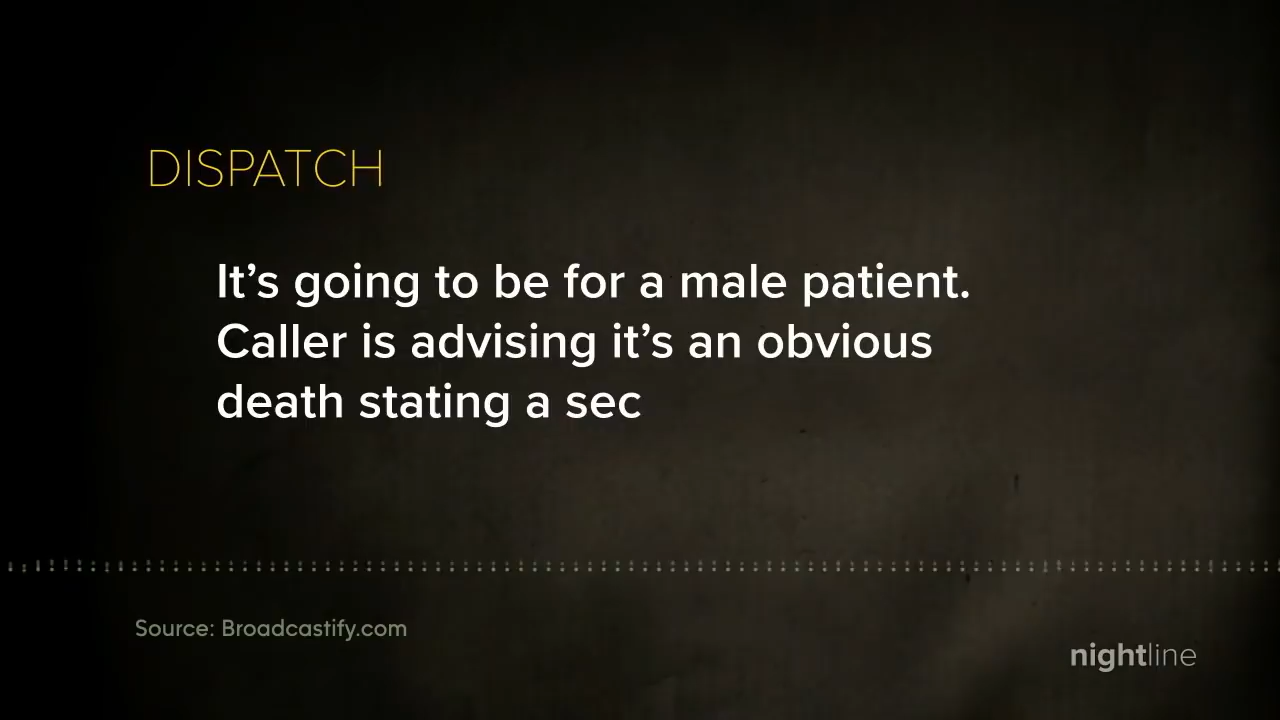 DISPATCH
It’s going to be for a male patient.
Caller is advising it’s an obvious
death stating a sec
Source: Broadcastify.com
nightline